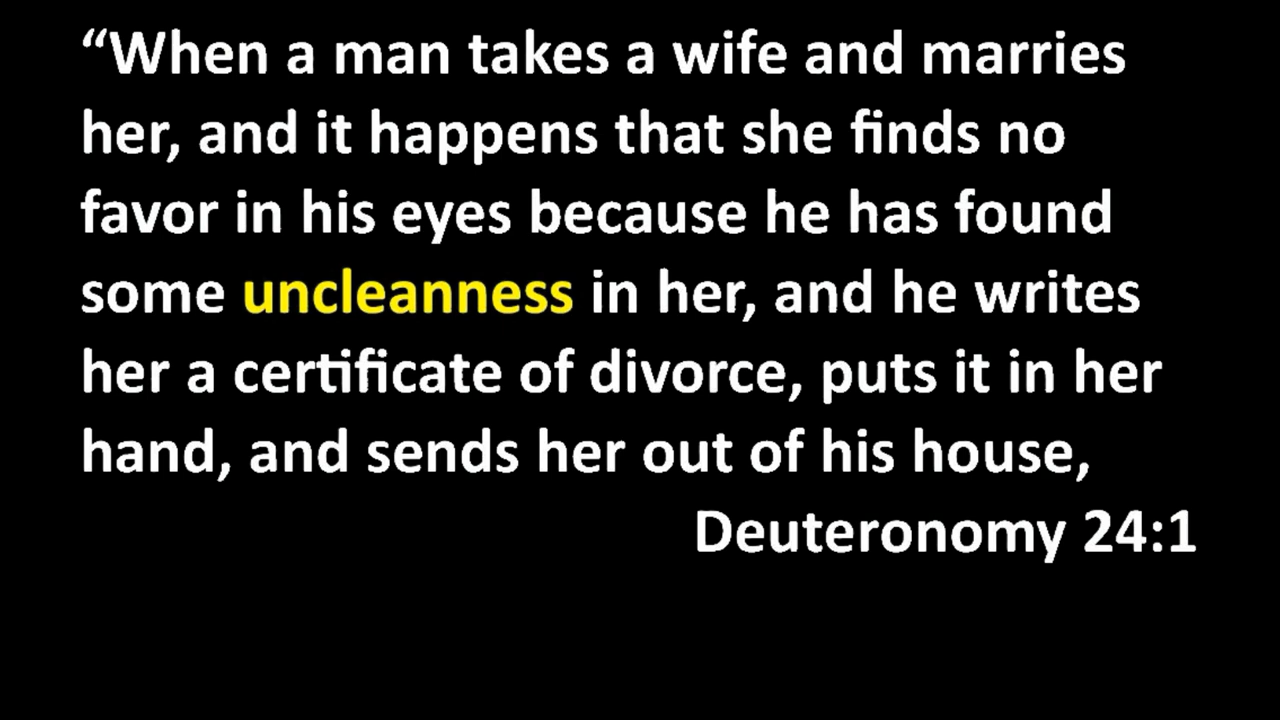 “When a man takes a wife and marries
her, and it happens that she finds no
favor in his eyes because he has found
some uncleanness in her, and he writes
her a certificate of divorce, puts it in her
hand, and sends her out of his house,
Deuteronomy 24:1